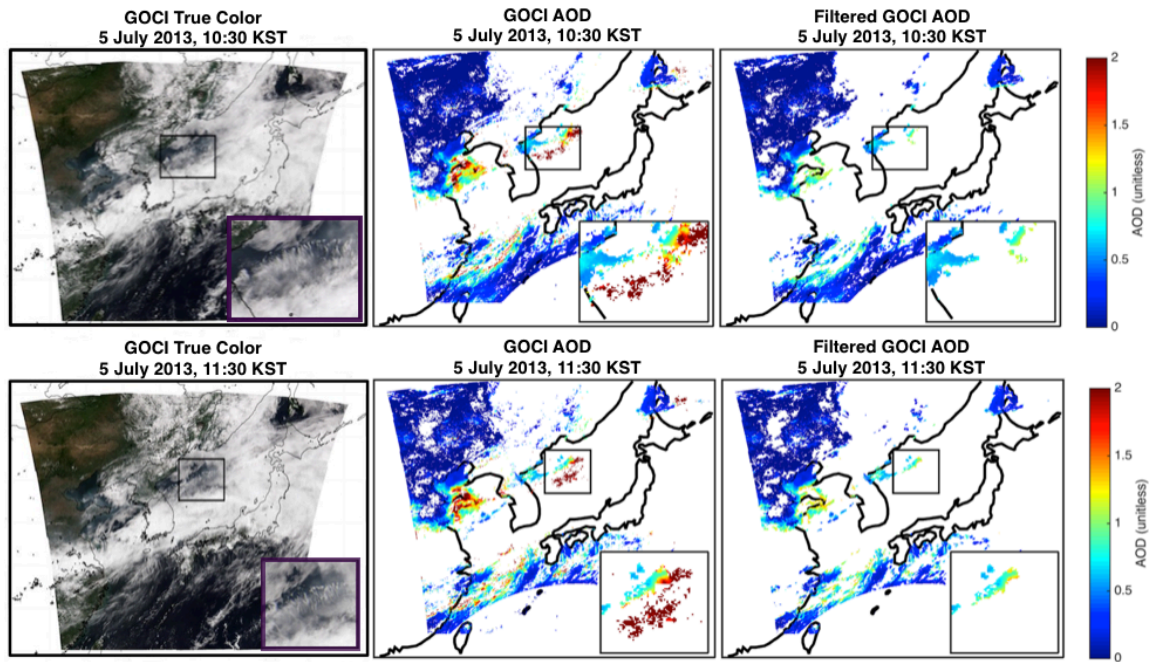 GOCI True Color
5 July 2013, 10:30 KST
GOCI AOD
5 July 2013, 10:30 KST
Filtered GOCI AOD
5 July 2013, 10:30 KST
2
1.5
1
0.5
0
AOD (unitless)
GOCI True Color
5 July 2013, 11:30 KST
GOCI AOD
5 July 2013, 11:30 KST
Filtered GOCI AOD
5 July 2013, 11:30 KST
2
1.5
1
0.5
0
AOD (unitless)